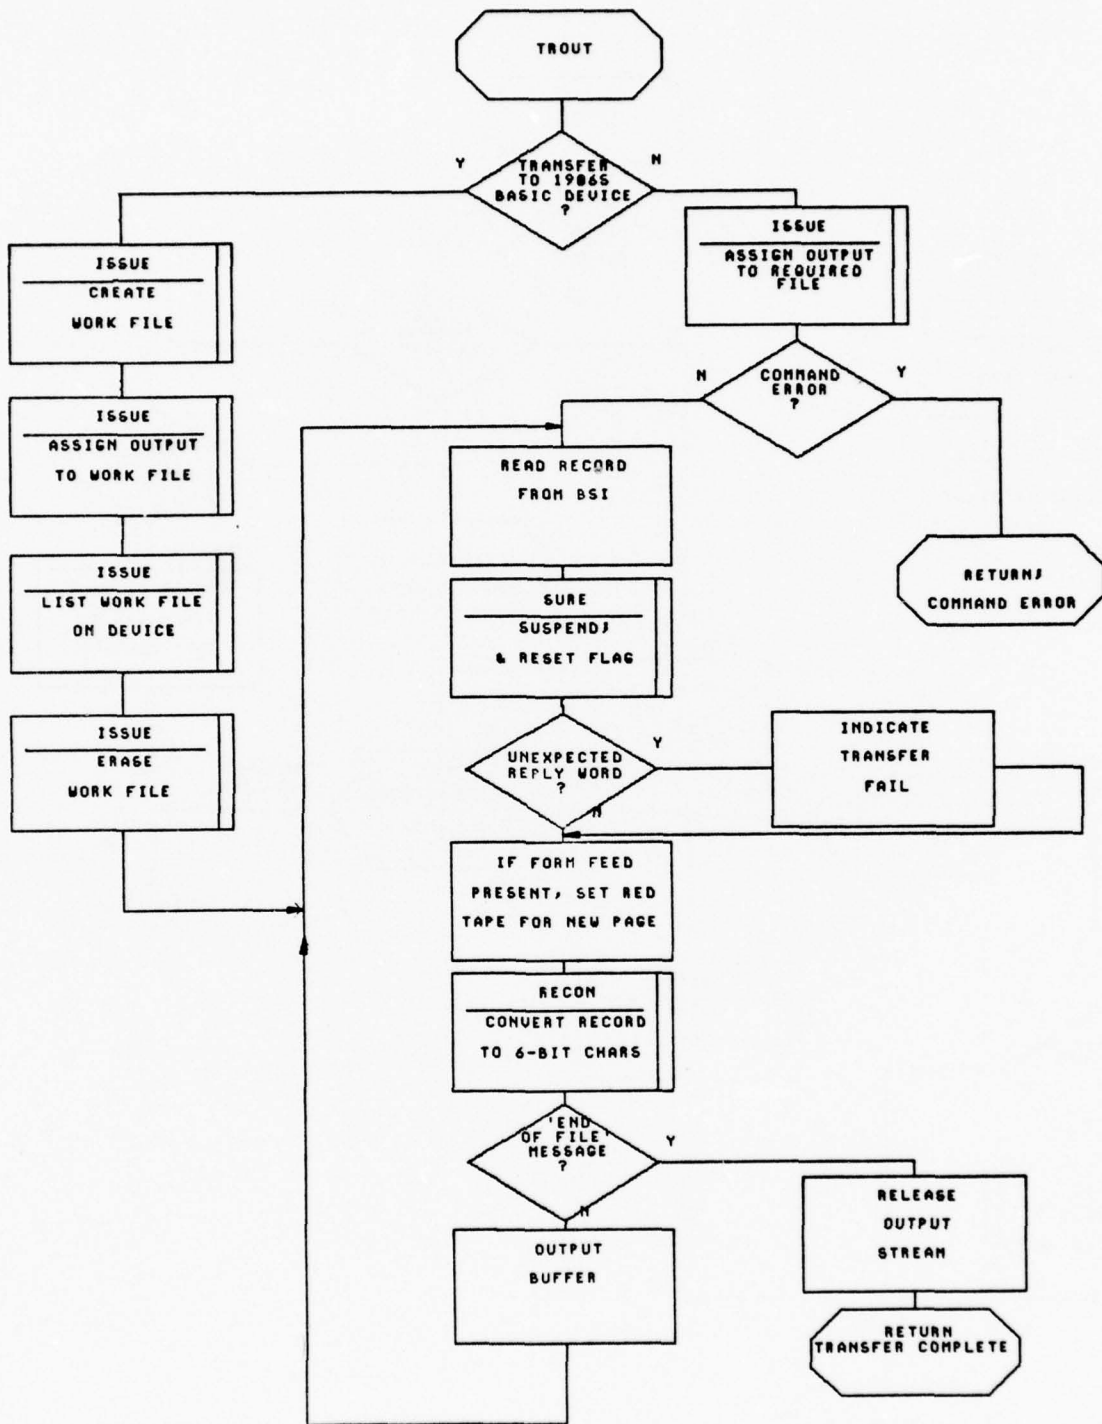 TROUT
Y
TRANSFER
TO 1906S
BASIC DEVICE
?
N
ISSUE
CREATE
WORK FILE
ISSUE
ASSIGN OUTPUT
TO REQUIRED
FILE
ISSUE
ASSIGN OUTPUT
TO WORK FILE
N
COMMAND
ERROR
?
Y
READ RECORD
FROM BSI
RETURN;
COMMAND ERROR
ISSUE
LIST WORK FILE
ON DEVICE
SURE
SUSPEND;
& RESET FLAG
ISSUE
ERASE
WORK FILE
UNEXPECTED
REPLY WORD
?
Y
N
INDICATE
TRANSFER
FAIL
IF FORM FEED
PRESENT, SET RED
TAPE FOR NEW PAGE
RECON
CONVERT RECORD
TO 6-BIT CHARS
'END
OF FILE'
MESSAGE
?
Y
N
RELEASE
OUTPUT
STREAM
OUTPUT
BUFFER
RETURN
TRANSFER COMPLETE